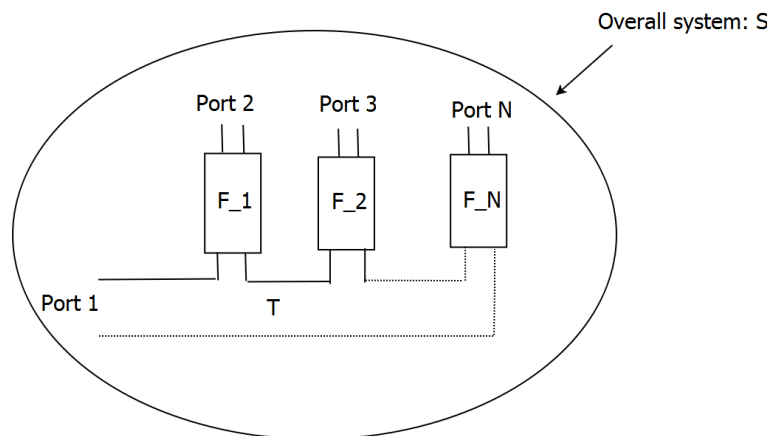 Overall system: S
Port 2
Port 3
Port N
F_1
F_2
F_N
Port 1
T